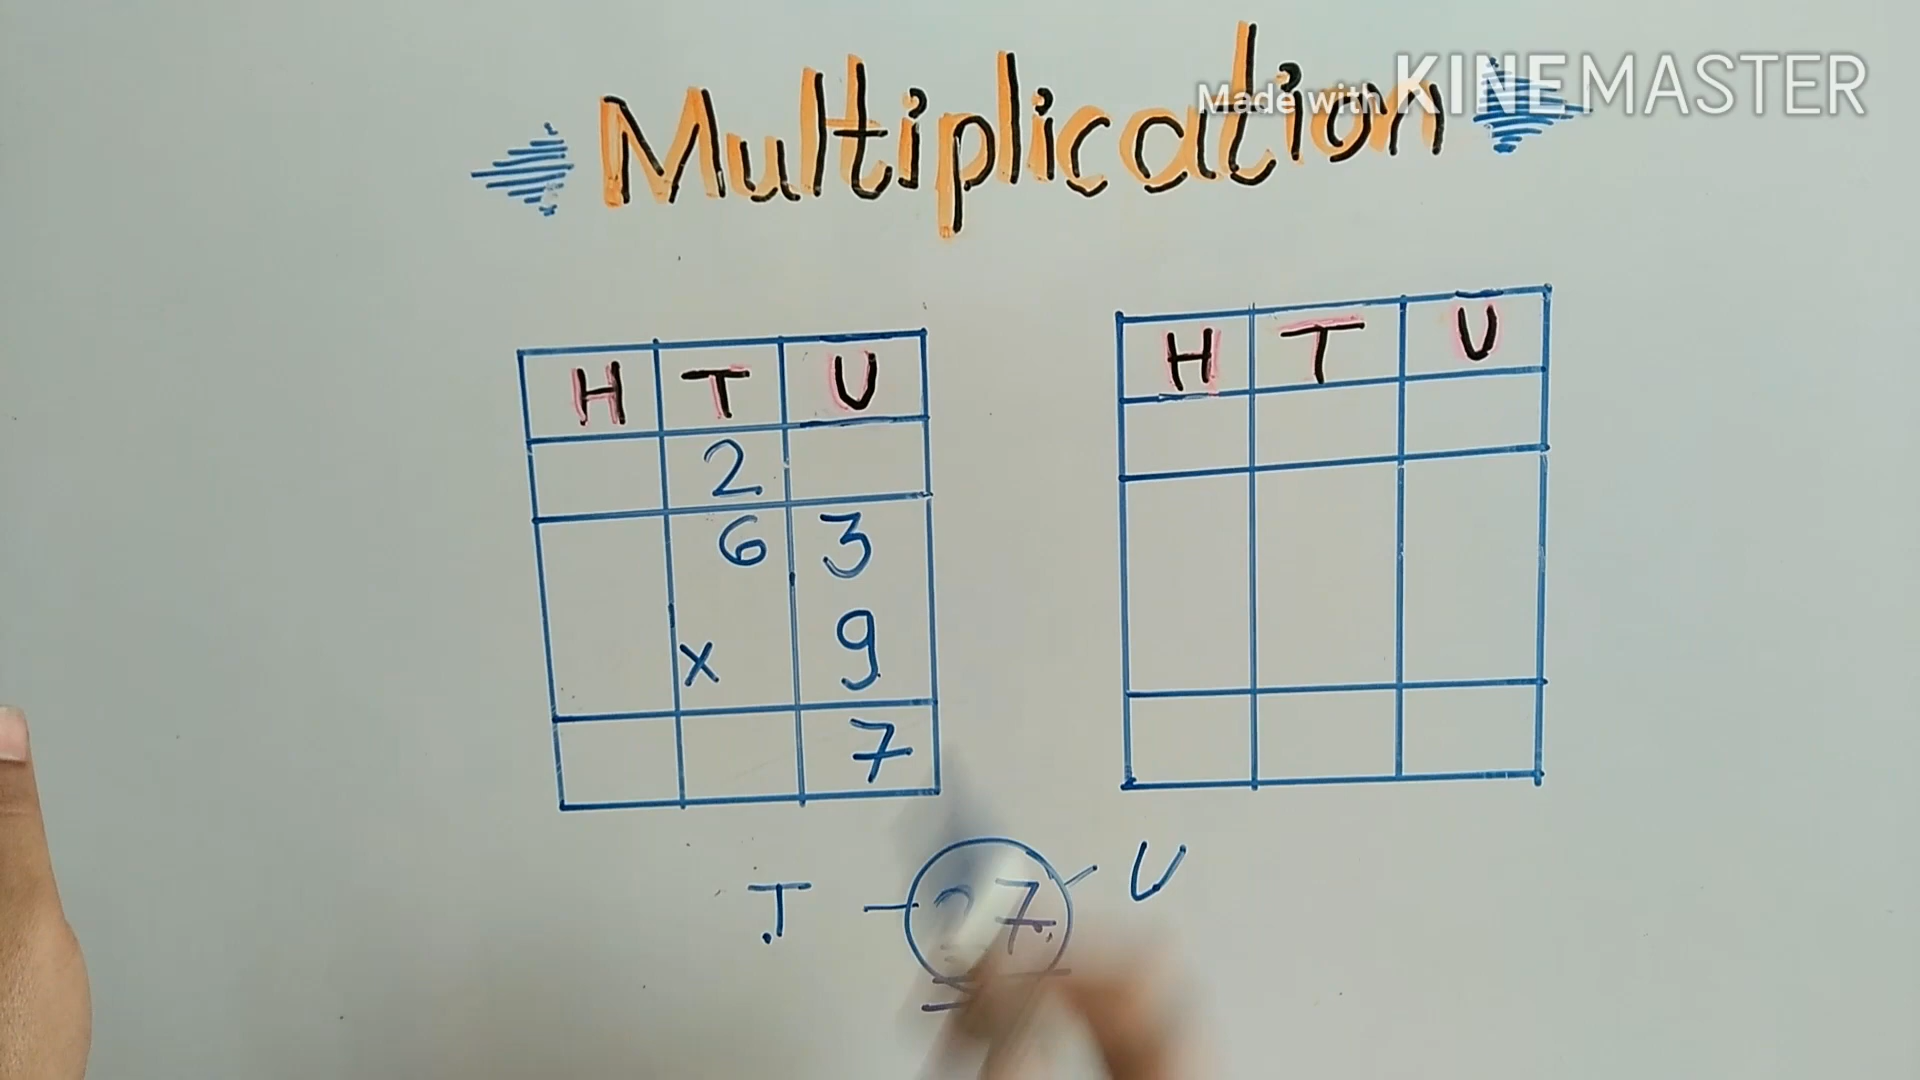 Multiplication
Made with KINEMASTER
H T U
2
6 3
x 9
7
H T U
T 27 U